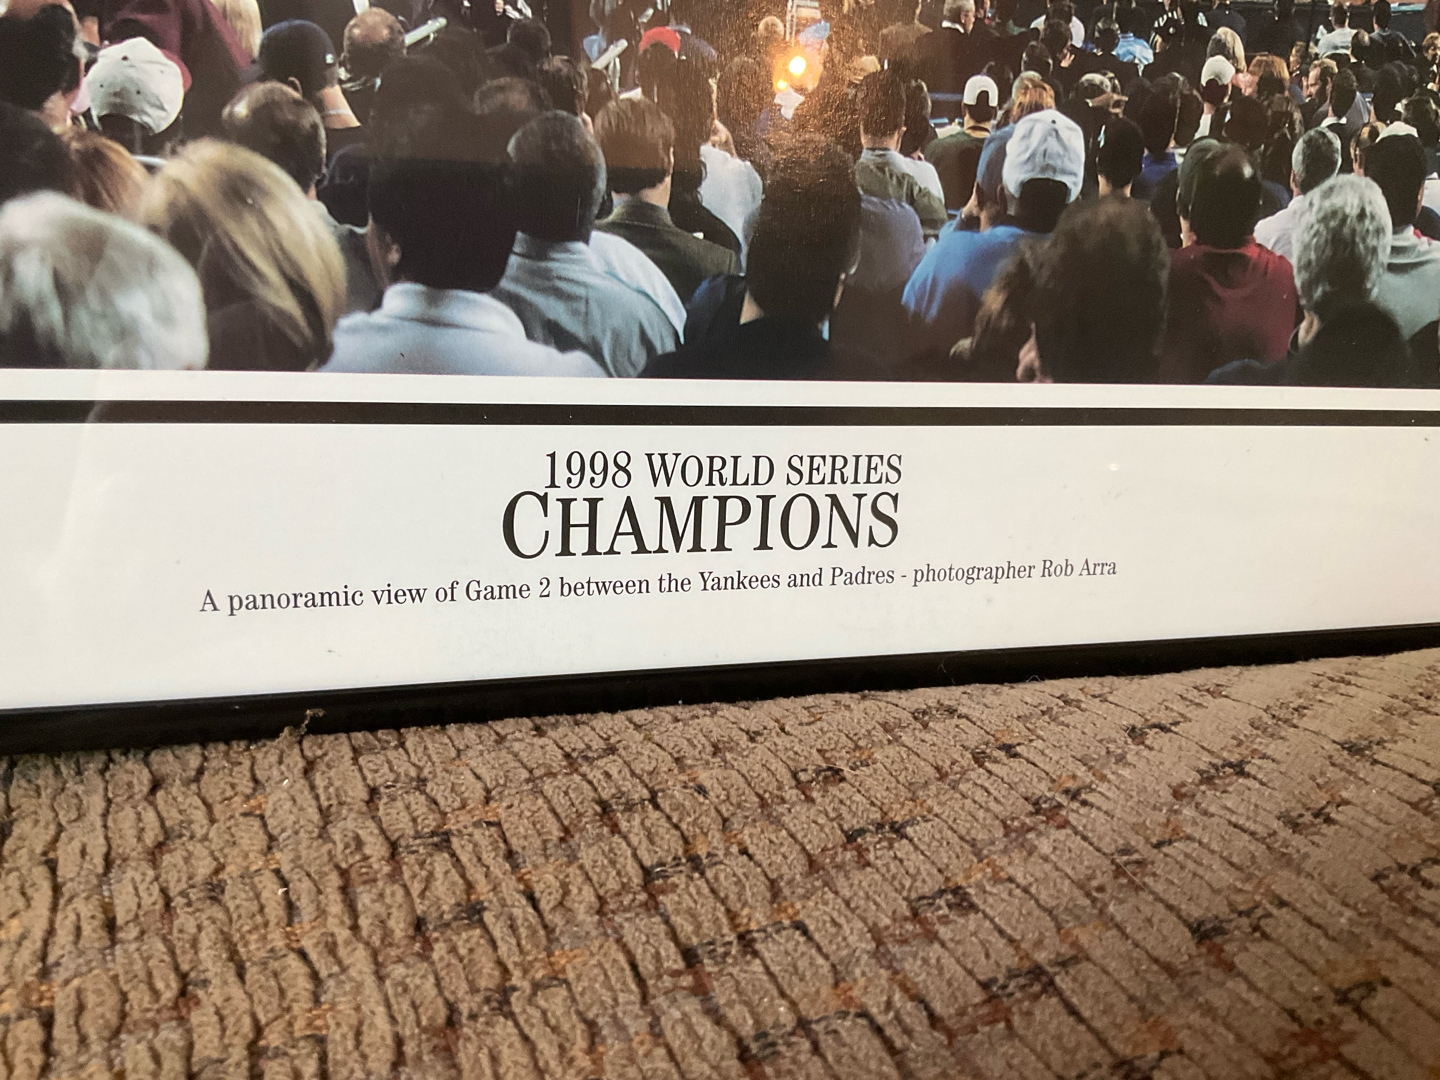 1998 WORLD SERIES
CHAMPIONS
A panoramic view of Game 2 between the Yankees and Padres - photographer Rob Arra